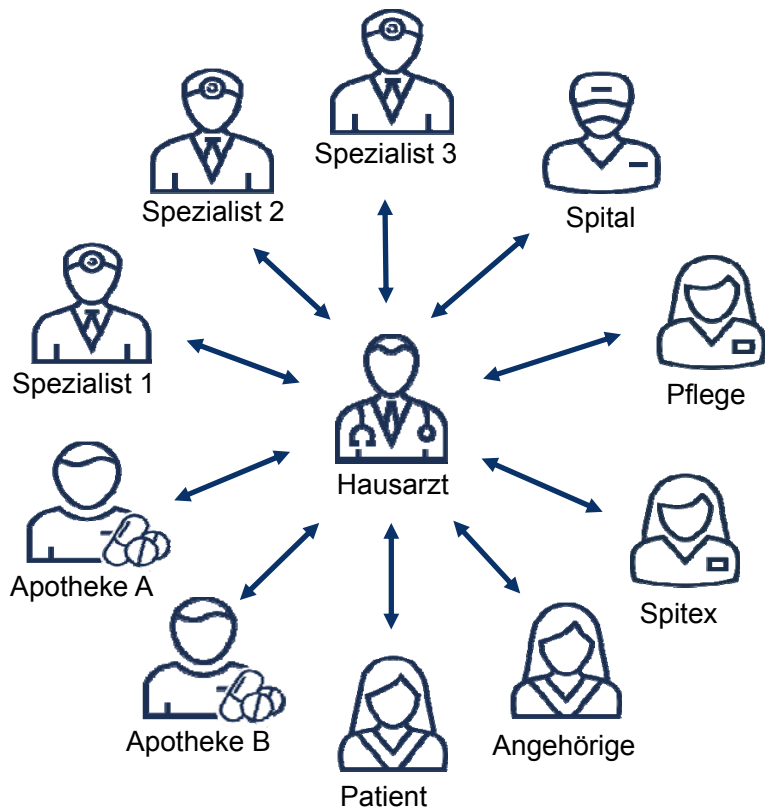 Spezialist 3
Spezialist 2
Spital
Spezialist 1
Pflege
Hausarzt
Apotheke A
Spitex
Apotheke B
Angehörige
Patient